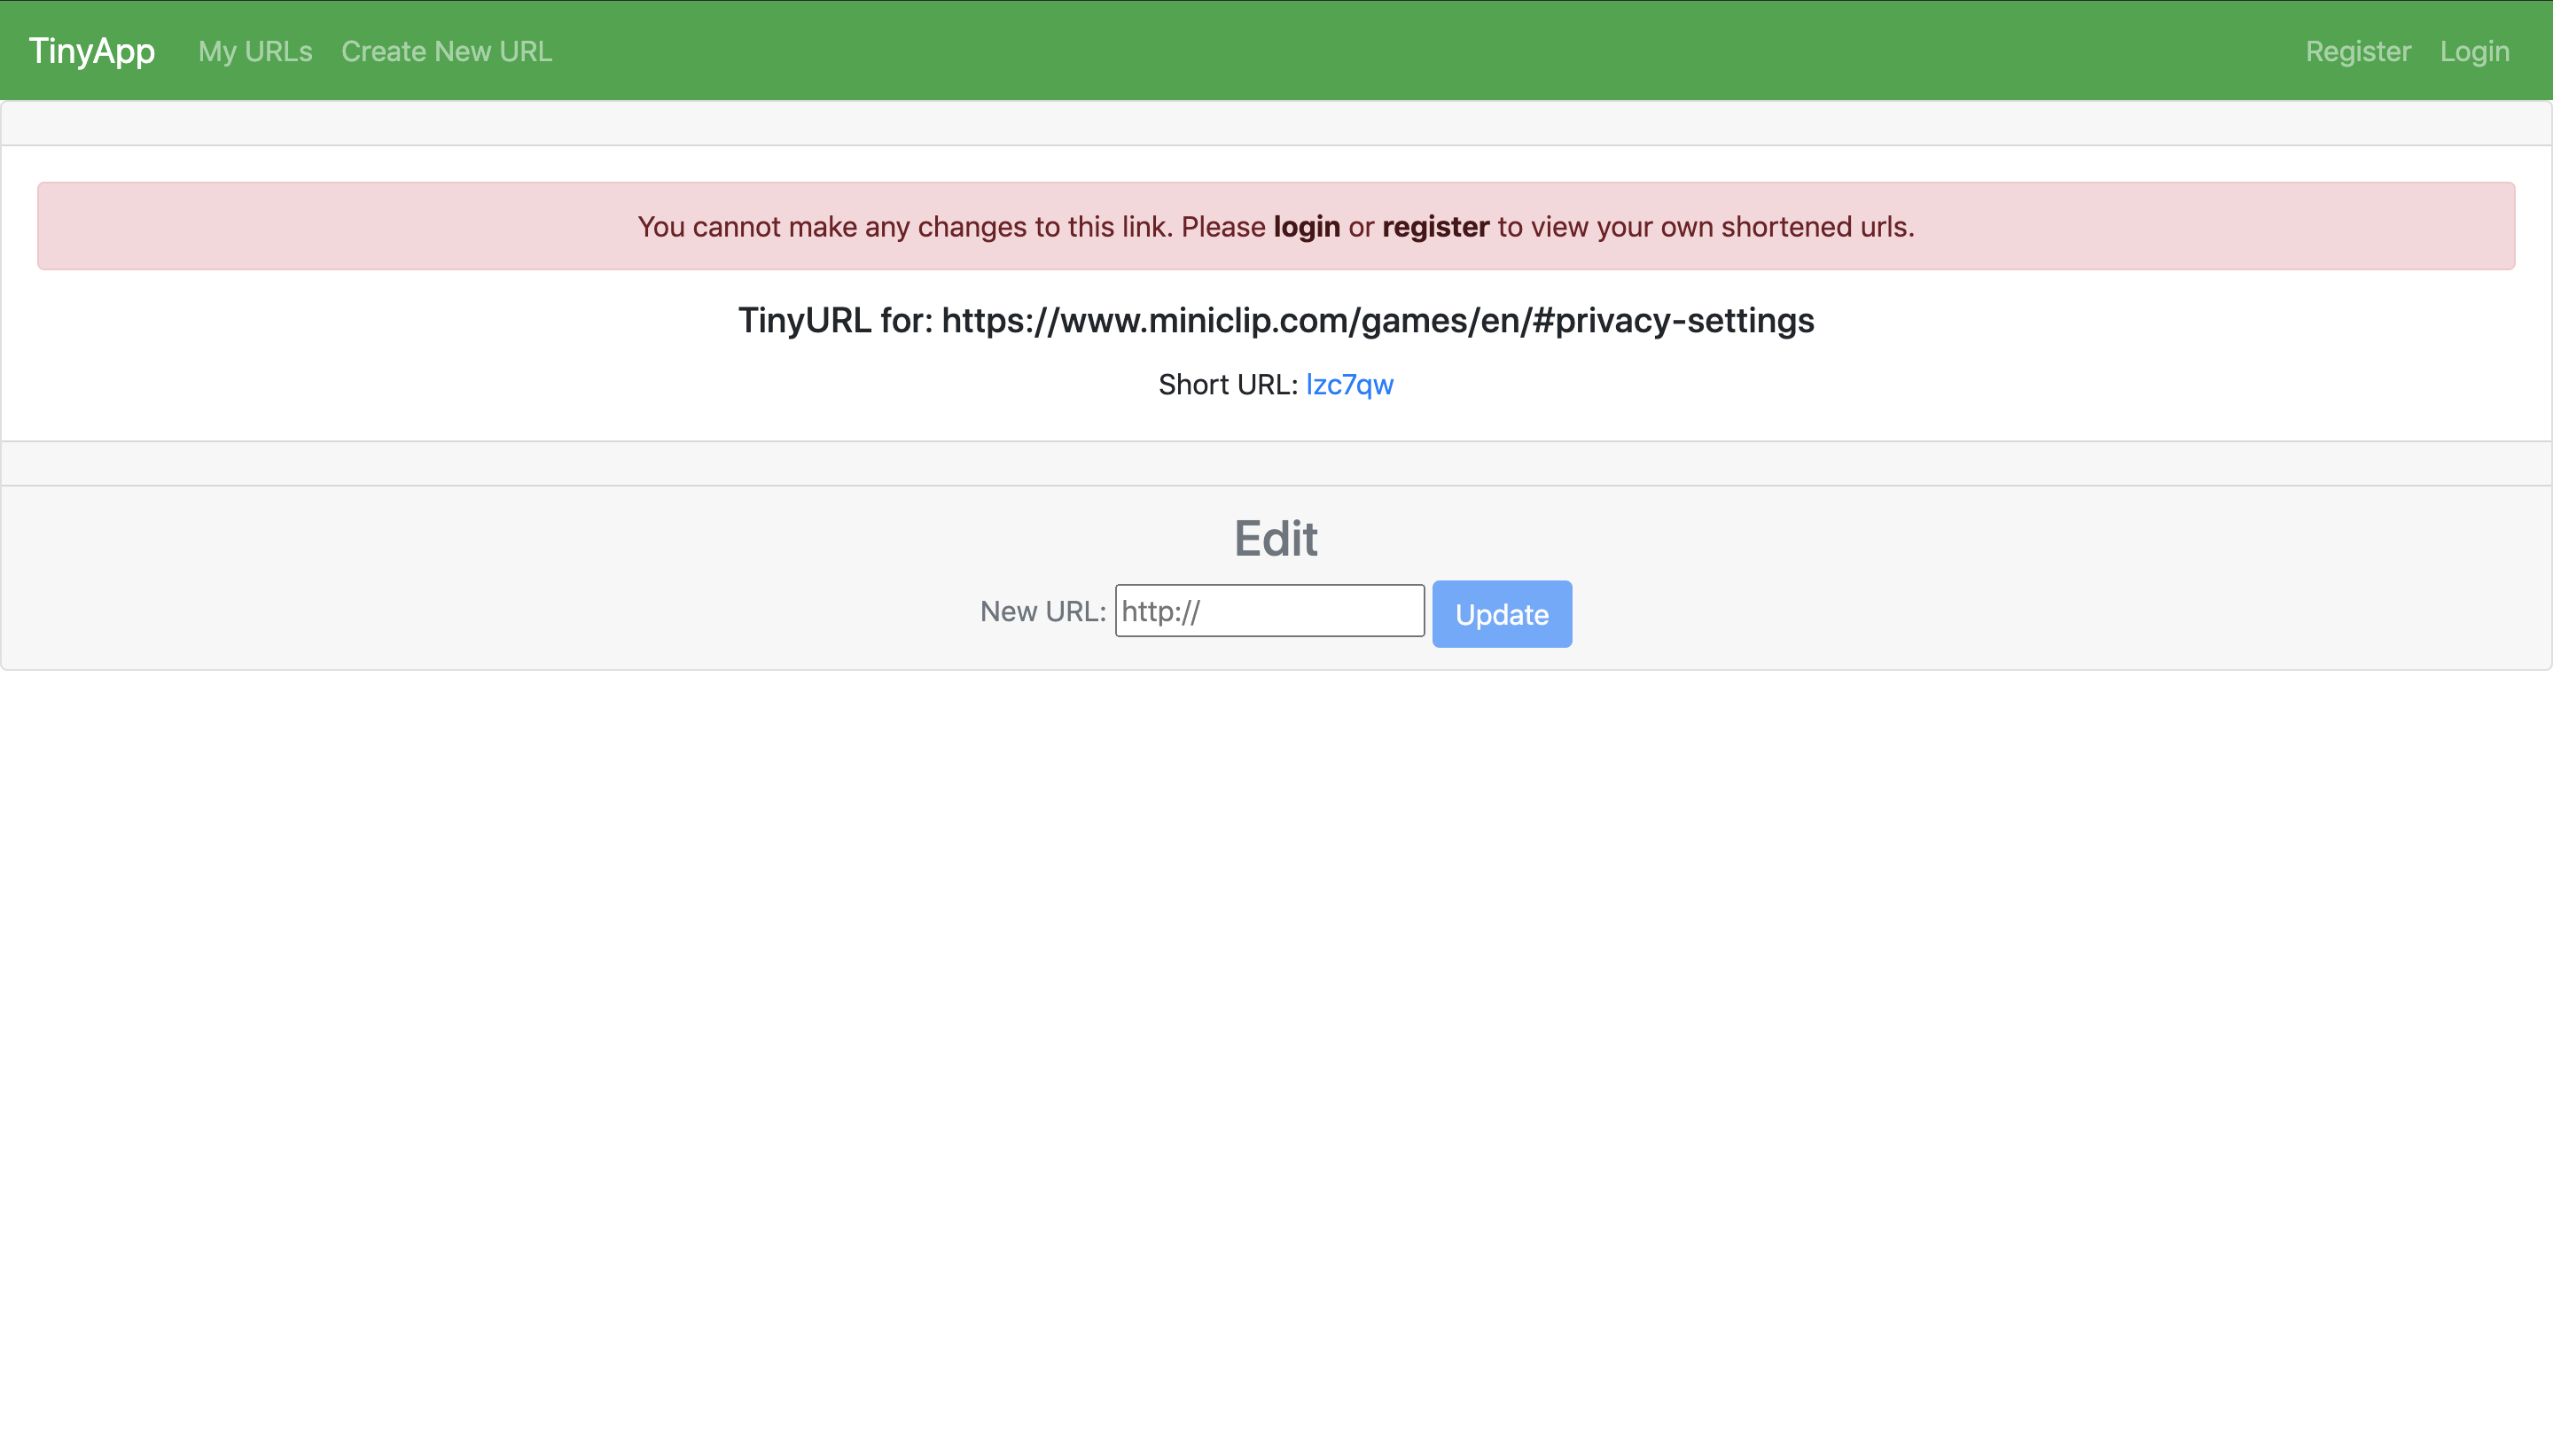 TinyApp My URLs Create New URL Register Login
You cannot make any changes to this link. Please login or register to view your own shortened urls.
TinyURL for: https://www.miniclip.com/games/en/#privacy-settings
Short URL: lzc7qw
Edit
New URL: http:// Update